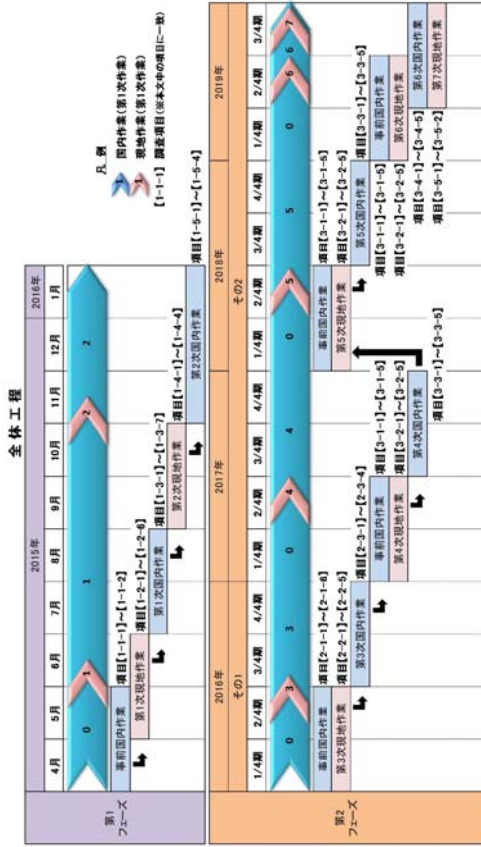 全体工程
凡例
1 国内作業(第1次作業)
1 現地作業(第1次作業)
[1-1-1] 調査項目(※本文中の項目に一致)
第1
フェーズ
2015年
2016年
4月
5月
6月
7月
8月
9月
10月
11月
12月
1月
0
1
1
2
2
事前国内作業
項目[1-1-1]～[1-1-2]
第1次現地作業
項目[1-2-1]～[1-2-6]
第1次国内作業
項目[1-3-1]～[1-3-7]
第2次現地作業
項目[1-4-1]～[1-4-4]
第2次国内作業
項目[1-5-1]～[1-5-4]
第2
フェーズ
2016年
2017年
2018年
2019年
その1
その2
1/4期
2/4期
3/4期
4/4期
1/4期
2/4期
3/4期
4/4期
1/4期
2/4期
3/4期
4/4期
1/4期
2/4期
3/4期
0
3
3
0
4
4
0
5
5
0
6
6
7
事前国内作業
項目[2-1-1]～[2-1-6]
第3次現地作業
項目[2-2-1]～[2-2-5]
第3次国内作業
項目[2-3-1]～[2-3-4]
事前国内作業
項目[3-1-1]～[3-1-5]
第4次現地作業
項目[3-2-1]～[3-2-5]
第4次国内作業
項目[3-3-1]～[3-3-5]
事前国内作業
項目[3-1-1]～[3-1-5]
第5次現地作業
項目[3-2-1]～[3-2-5]
第5次国内作業
項目[3-3-1]～[3-3-5]
項目[3-1-1]～[3-1-5]
事前国内作業
項目[3-2-1]～[3-2-5]
第6次現地作業
項目[3-4-1]～[3-4-5]
第6次国内作業
項目[3-5-1]～[3-5-2]
第7次現地作業